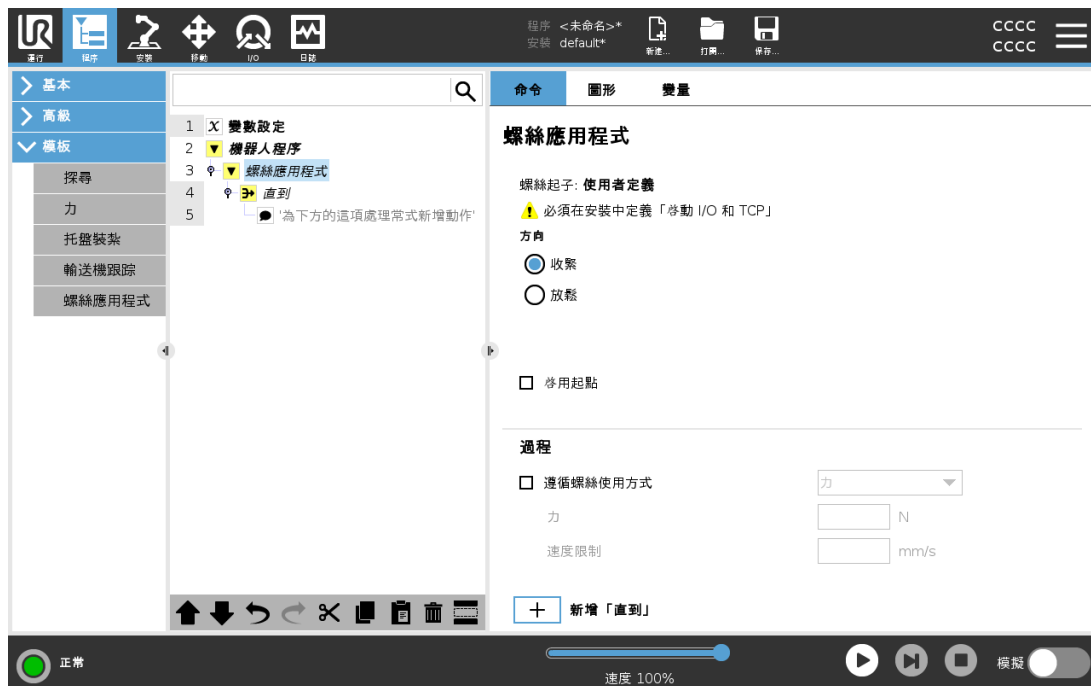 程序 <未命名>*
安裝 default*
CCCC
CCCC
運行
程序
安裝
移動
I/O
日誌
新建...
打開...
保存...
基本
高級
模板
探尋
力
托盤裝紮
輸送機跟踪
螺絲應用程式
1 X 變數設定
2 機器人程序
3 螺絲應用程式
4 直到
5 '為下方的這項處理常式新增動作'
命令 圖形 變量
螺絲應用程式
螺絲起子: 使用者定義
必須在安裝中定義「啓動 I/O 和 TCP」
方向
收緊
放鬆
啓用起點
過程
遵循螺絲使用方式
力
力 N
速度限制 mm/s
新增「直到」
正常
速度 100%
模擬